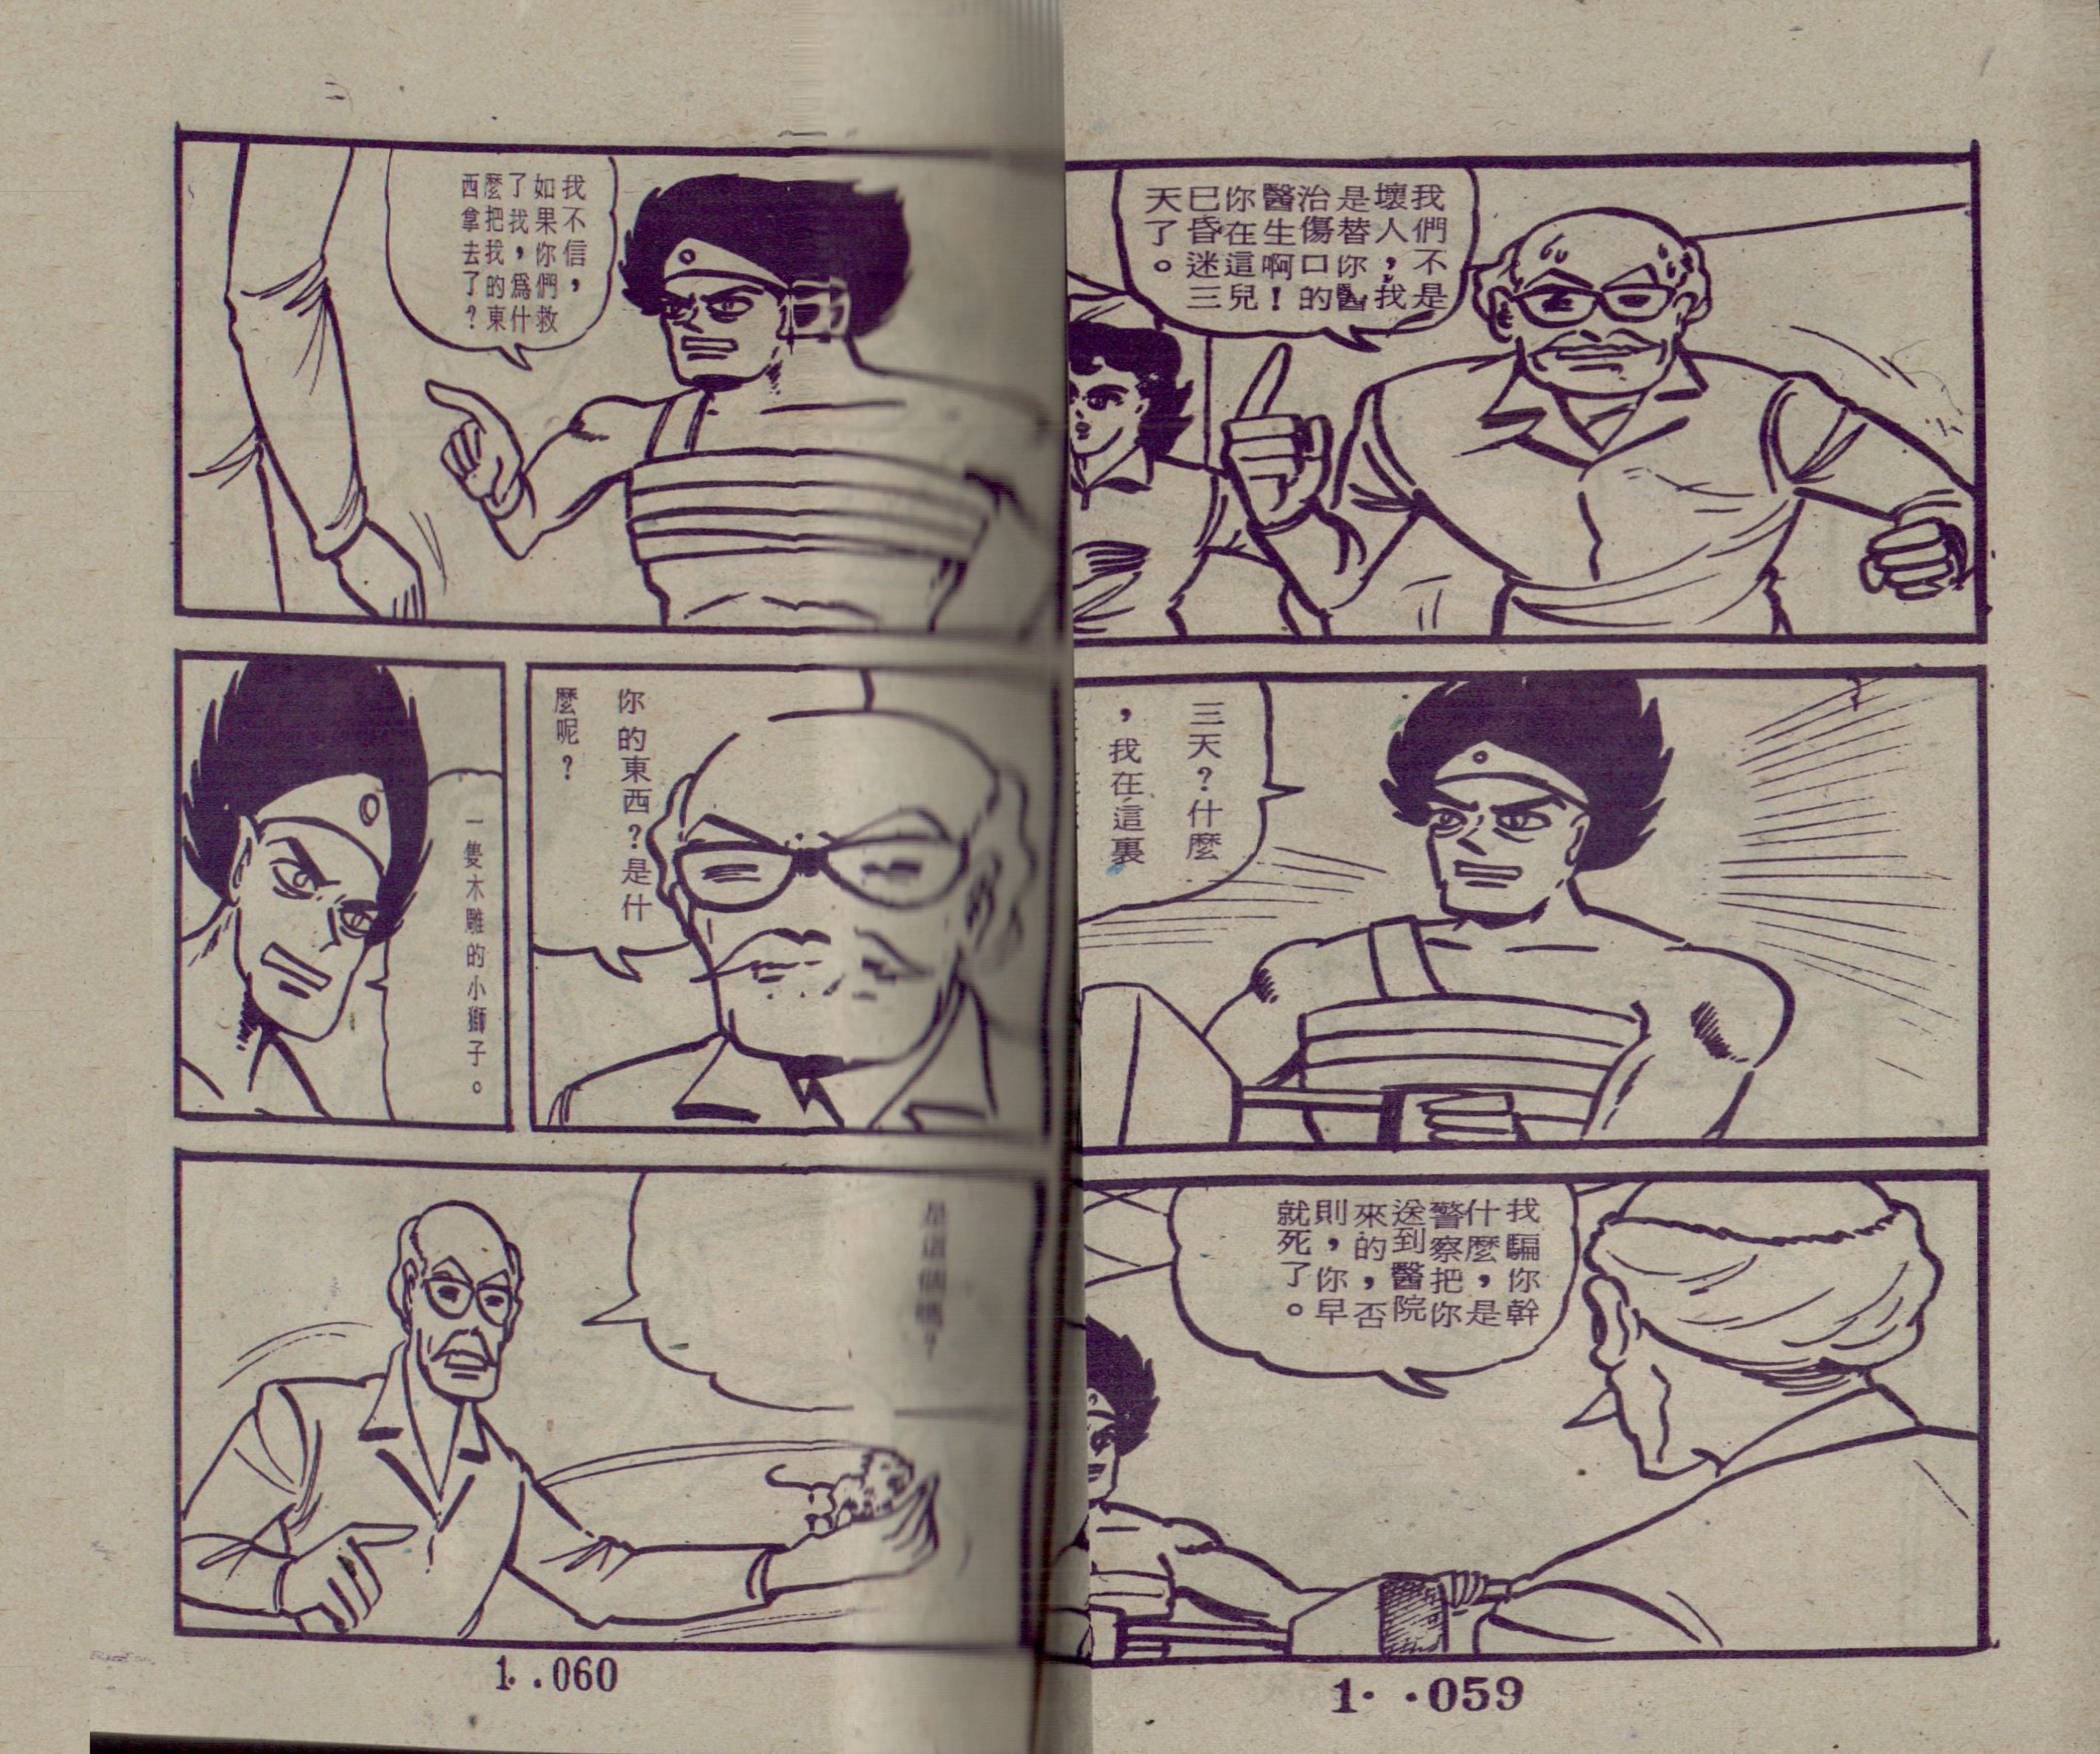 我們不是
壞人，我
是替你醫
治傷口的
醫生啊！
你在這兒
巳昏迷三
天了。
三天？什麼
，我在這裏
我騙你幹
什麼，是
警察把你
送到醫院
來的，否
則，你早
就死了。
1..059
我不信，
如果你們救
了我，爲什
麼把我的東
西拿去了？
你的東西？是什
麼呢？
一隻木雕的小獅子。
是這個嗎？
1..060